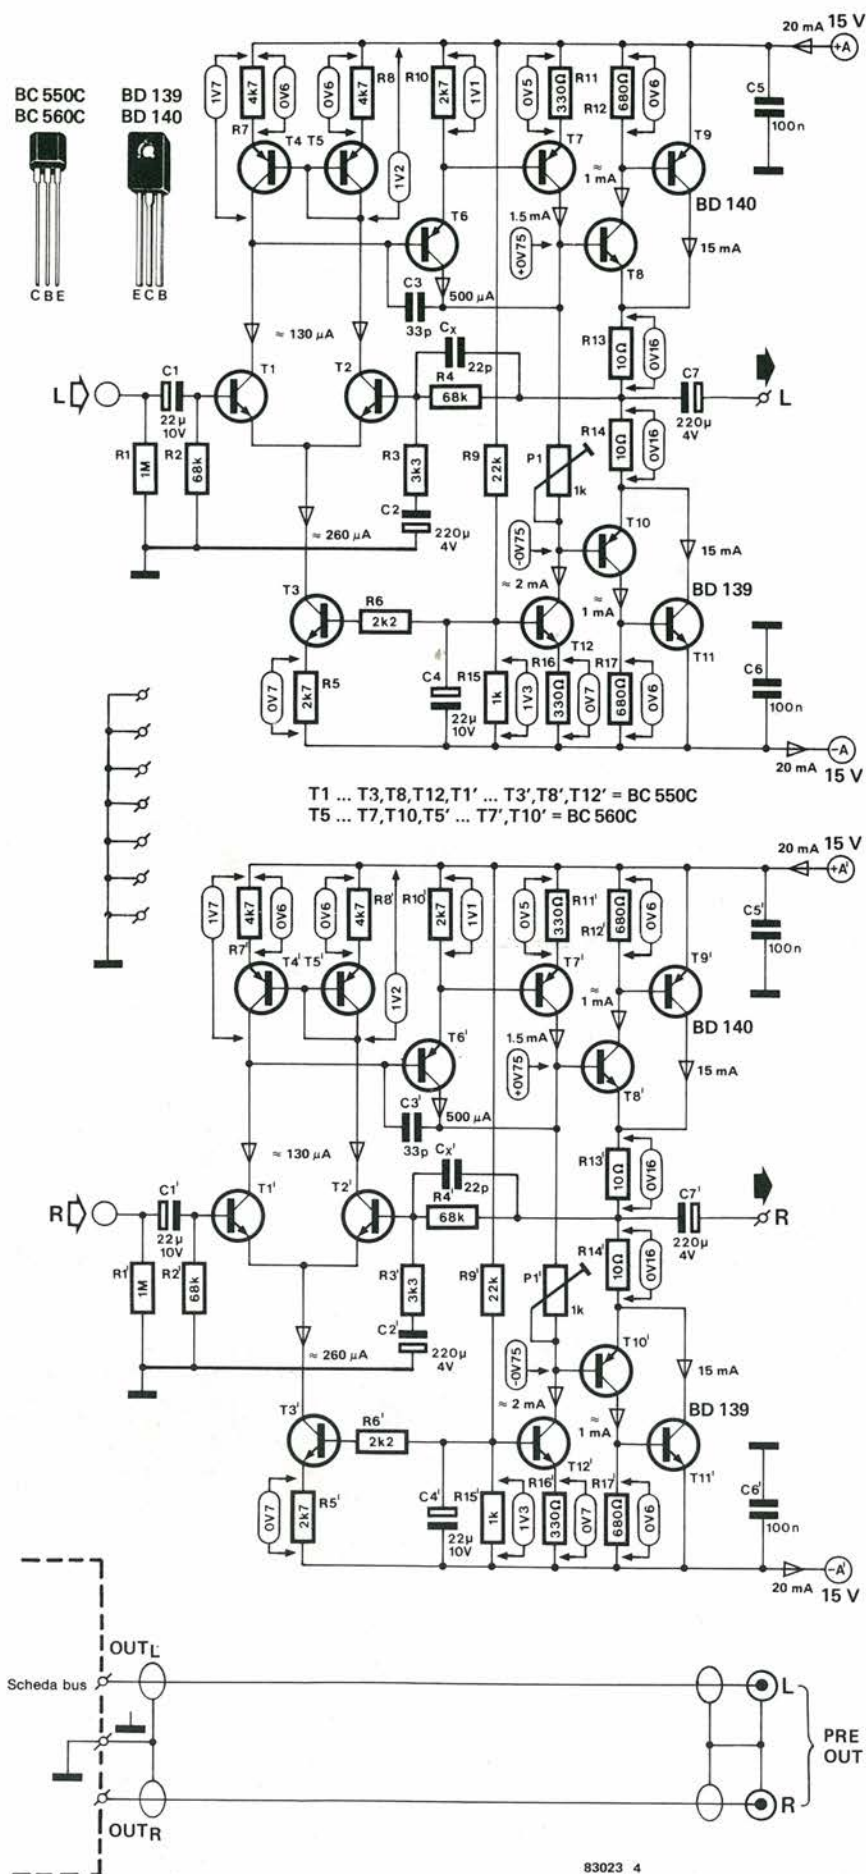 20 mA 15 V
+A
BC 550C BD 139
BC 560C BD 140
C B E
E C B
1V7
4k7
R7
0V6
0V6
4k7
R8
R10
2k7
1V1
0V5
330Ω
R11
R12
680Ω
0V6
C5
100n
T4 T5
1V2
T7
≈
1 mA
T9
BD 140
T6
1.5 mA
+0V75
T8
15 mA
C3
33p
500 µA
≈ 130 µA
Cx
22p
R13
10Ω
0V16
L
C1
22µ
10V
T1
T2
R4
68k
C7
220µ
4V
L
R1
1M
R2
68k
R3
3k3
R9
22k
P1
1k
R14
10Ω
0V16
C2
220µ
4V
T10
≈ 260 µA
-0V75
15 mA
≈ 2 mA
≈
1 mA
BD 139
T3
R6
2k2
T12
T11
0V7
R5
2k7
C4
22µ
10V
R15
1k
1V3
R16
330Ω
0V7
R17
680Ω
0V6
C6
100n
-A
20 mA 15 V
T1 ... T3,T8,T12,T1' ... T3',T8',T12' = BC 550C
T5 ... T7,T10,T5' ... T7',T10' = BC 560C
20 mA 15 V
+A'
1V7
4k7
R7'
0V6
0V6
4k7
R8'
R10'
2k7
1V1
0V5
330Ω
R11'
R12'
680Ω
0V6
C5'
100n
T4' T5'
1V2
T7'
≈
1 mA
T9'
BD 140
T6'
1.5 mA
+0V75
T8'
15 mA
C3'
33p
500 µA
≈ 130 µA
Cx'
22p
R13'
10Ω
0V16
R
C1'
22µ
10V
T1'
T2'
R4'
68k
C7'
220µ
4V
R
R1'
1M
R2'
68k
R3'
3k3
R9'
22k
P1'
1k
R14'
10Ω
0V16
C2'
220µ
4V
T10'
≈ 260 µA
-0V75
15 mA
≈ 2 mA
≈
1 mA
BD 139
T3'
R6'
2k2
T12'
T11'
0V7
R5'
2k7
C4'
22µ
10V
R15'
1k
1V3
R16'
330Ω
0V7
R17'
680Ω
0V6
C6'
100n
-A'
20 mA 15 V
OUTL
Scheda bus
L
PRE
OUT
R
OUTR
83023 4